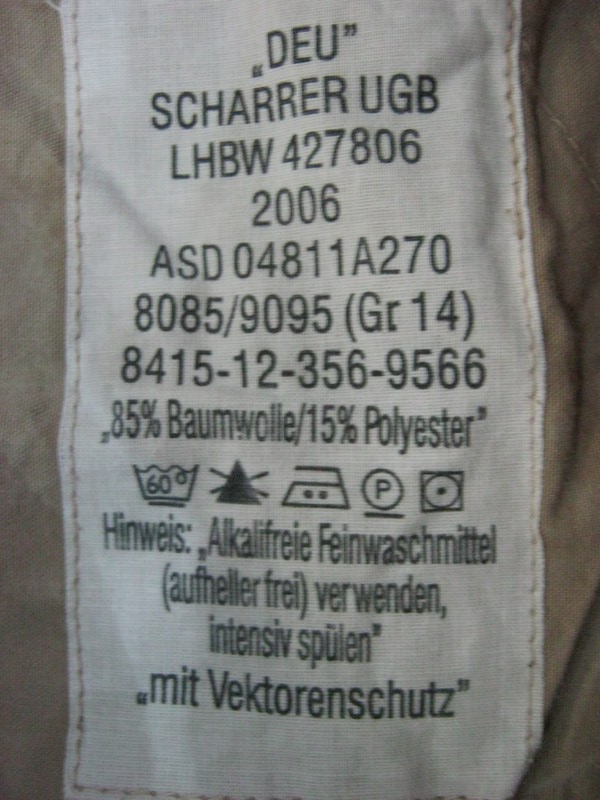 „DEU”
SCHARRER UGB
LHBW 427806
2006
ASD 04811A270
8085/9095 (Gr 14)
8415-12-356-9566
„85% Baumwolle/15% Polyester”
60° P
Hinweis: „Alkalifreie Feinwaschmittel
(aufheller frei) verwenden,
intensiv spülen”
„mit Vektorenschutz”